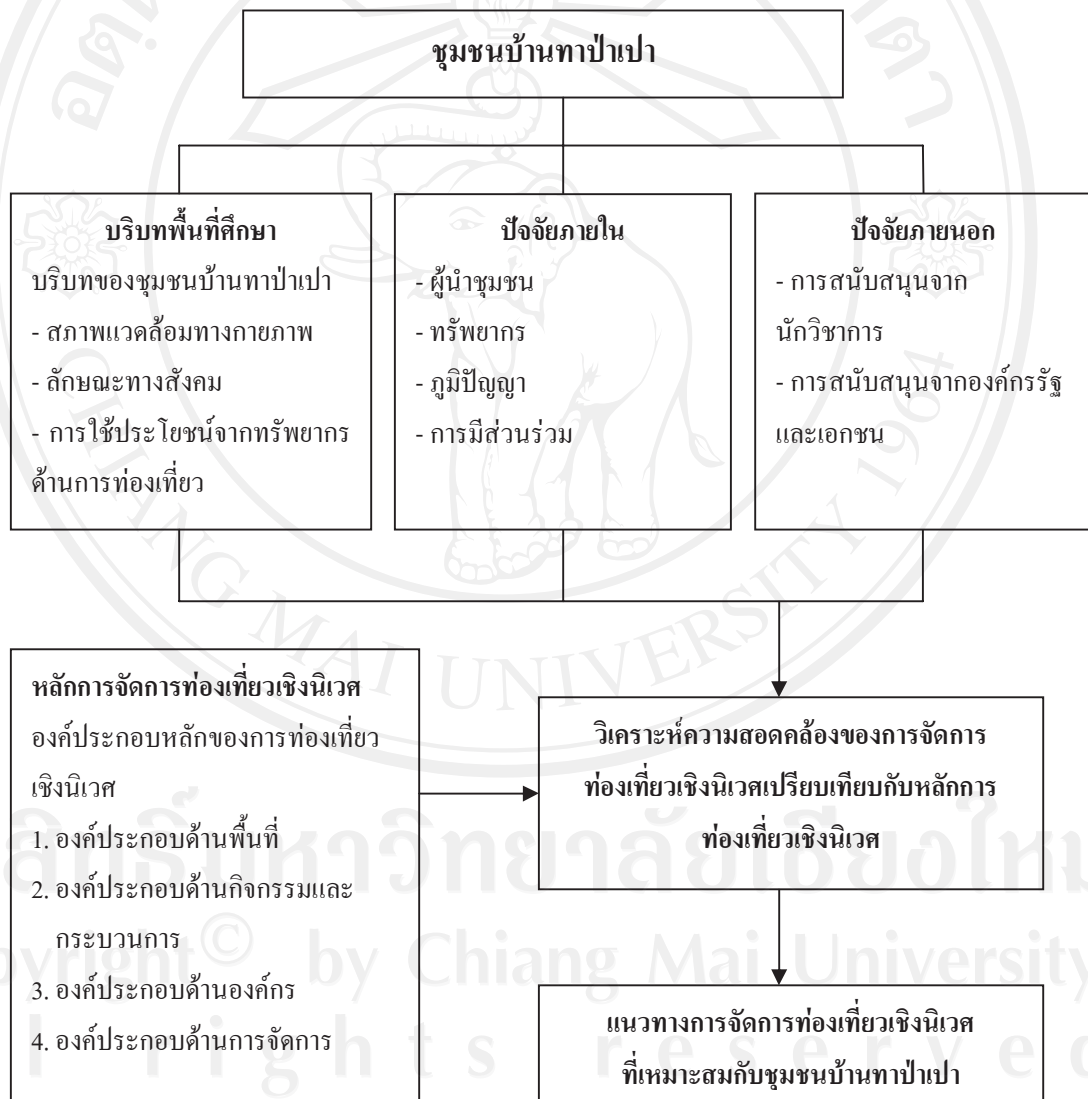 ชุมชนบ้านทาป่าเปา
บริบทพื้นที่ศึกษา
บริบทของชุมชนบ้านทาป่าเปา
- สภาพแวดล้อมทางกายภาพ
- ลักษณะทางสังคม
- การใช้ประโยชน์จากทรัพยากร
ด้านการท่องเที่ยว
ปัจจัยภายใน
- ผู้นำชุมชน
- ทรัพยากร
- ภูมิปัญญา
- การมีส่วนร่วม
ปัจจัยภายนอก
- การสนับสนุนจาก
นักวิชาการ
- การสนับสนุนจากองค์กรรัฐ
และเอกชน
หลักการจัดการท่องเที่ยวเชิงนิเวศ
องค์ประกอบหลักของการท่องเที่ยว
เชิงนิเวศ
1. องค์ประกอบด้านพื้นที่
2. องค์ประกอบด้านกิจกรรมและ
กระบวนการ
3. องค์ประกอบด้านองค์กร
4. องค์ประกอบด้านการจัดการ
วิเคราะห์ความสอดคล้องของการจัดการ
ท่องเที่ยวเชิงนิเวศเปรียบเทียบกับหลักการ
ท่องเที่ยวเชิงนิเวศ
แนวทางการจัดการท่องเที่ยวเชิงนิเวศ
ที่เหมาะสมกับชุมชนบ้านทาป่าเปา
CHIANG MAI UNIVERSITY 1964
by Chiang Mai University
rights reserved